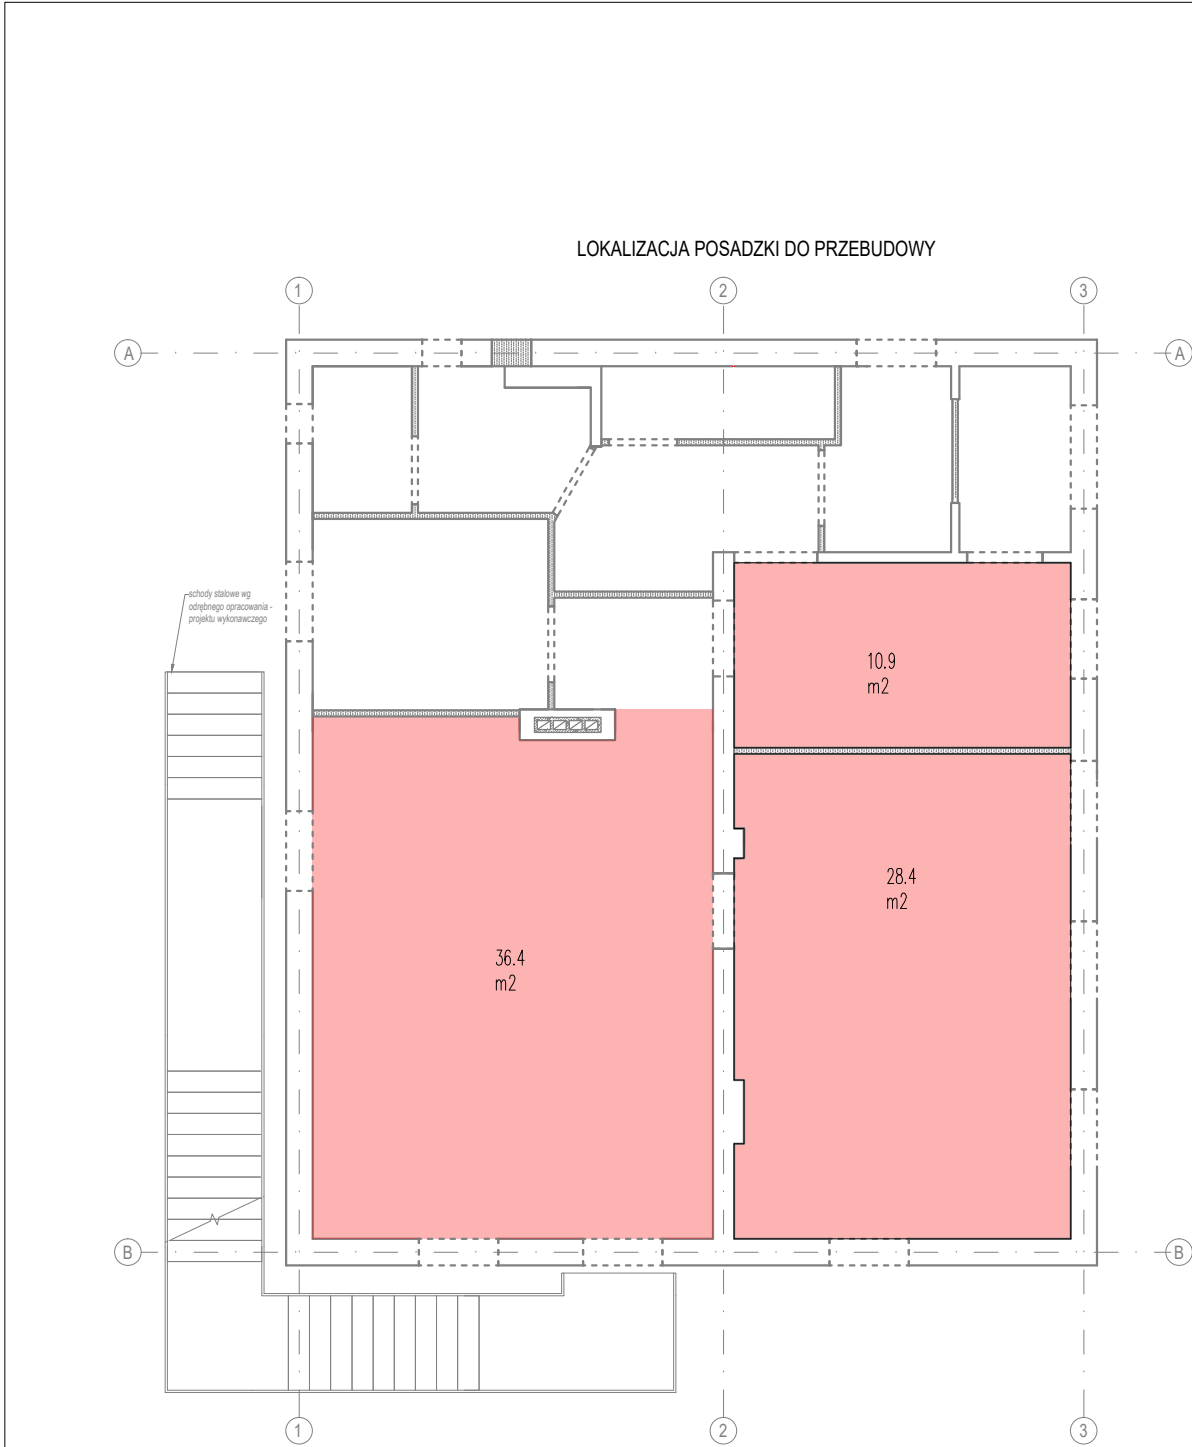 LOKALIZACJA POSADZKI DO PRZEBUDOWY
1
2
3
A
A
schody stalowe wg
odrębnego opracowania -
projektu wykonawczego
10.9
m2
28.4
m2
36.4
m2
B
B
1
2
3